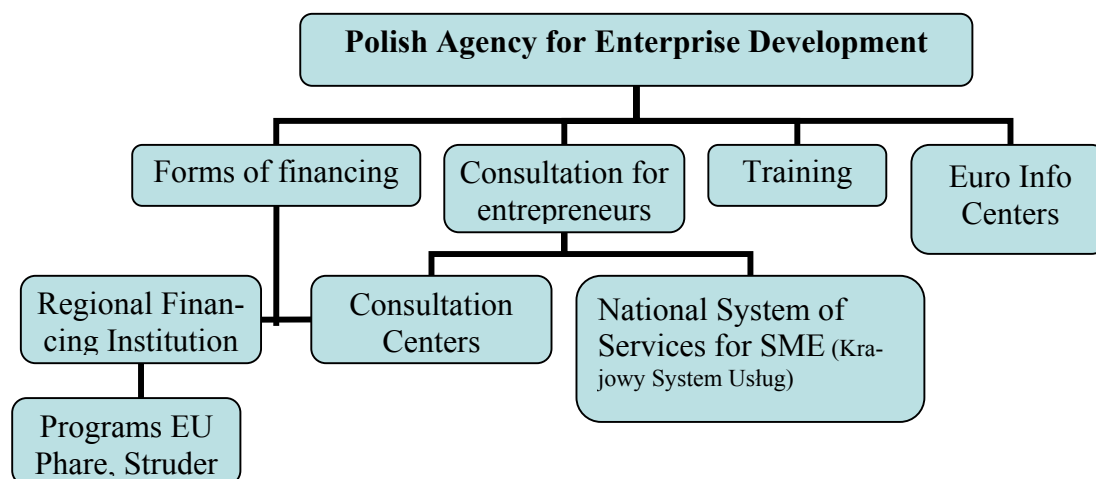 Polish Agency for Enterprise Development
Forms of financing
Consultation for
entrepreneurs
Training
Euro Info
Centers
Regional Finan-
cing Institution
Consultation
Centers
National System of
Services for SME (Kra-
jowy System Usług)
Programs EU
Phare, Struder